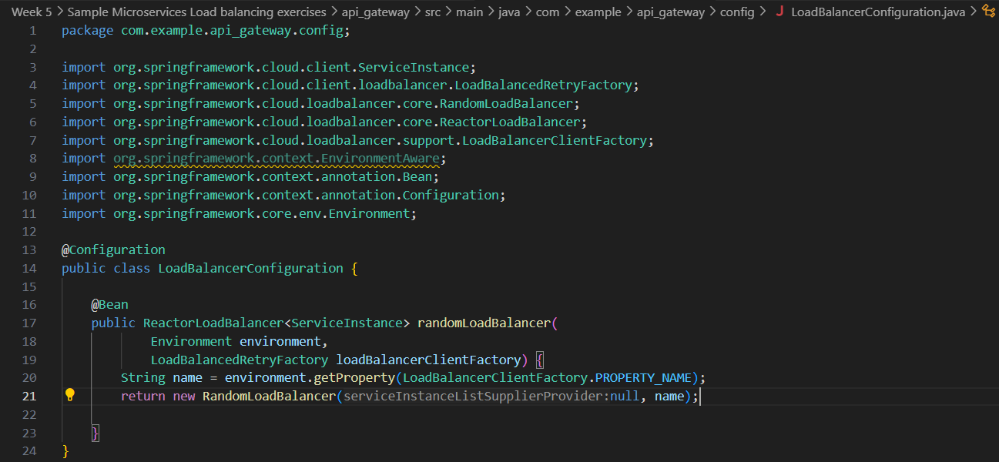 Week 5 > Sample Microservices Load balancing exercises > api_gateway > src > main > java > com > example > api_gateway > config > J LoadBalancerConfiguration.java >
1 package com.example.api_gateway.config;
2
3 import org.springframework.cloud.client.ServiceInstance;
4 import org.springframework.cloud.client.loadbalancer.LoadBalancedRetryFactory;
5 import org.springframework.cloud.loadbalancer.core.RandomLoadBalancer;
6 import org.springframework.cloud.loadbalancer.core.ReactorLoadBalancer;
7 import org.springframework.cloud.loadbalancer.support.LoadBalancerClientFactory;
8 import org.springframework.context.EnvironmentAware;
9 import org.springframework.context.annotation.Bean;
10 import org.springframework.context.annotation.Configuration;
11 import org.springframework.core.env.Environment;
12
13 @Configuration
14 public class LoadBalancerConfiguration {
15
16     @Bean
17     public ReactorLoadBalancer<ServiceInstance> randomLoadBalancer(
18             Environment environment,
19             LoadBalancedRetryFactory loadBalancerClientFactory) {
20         String name = environment.getProperty(LoadBalancerClientFactory.PROPERTY_NAME);
21         return new RandomLoadBalancer(serviceInstanceListSupplierProvider:null, name);
22
23     }
24 }